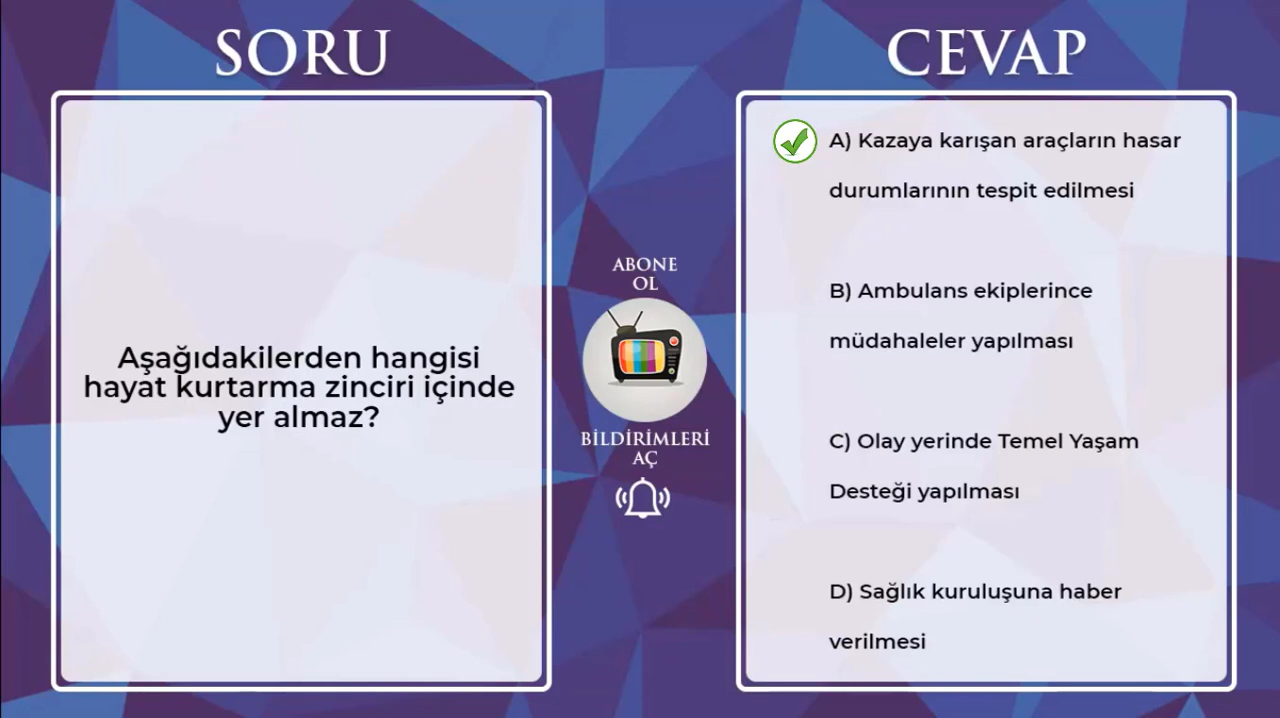 SORU
Aşağıdakilerden hangisi
hayat kurtarma zinciri içinde
yer almaz?
ABONE
OL
BİLDİRİMLERİ
AÇ
CEVAP
A) Kazaya karışan araçların hasar
durumlarının tespit edilmesi
B) Ambulans ekiplerince
müdahaleler yapılması
C) Olay yerinde Temel Yaşam
Desteği yapılması
D) Sağlık kuruluşuna haber
verilmesi